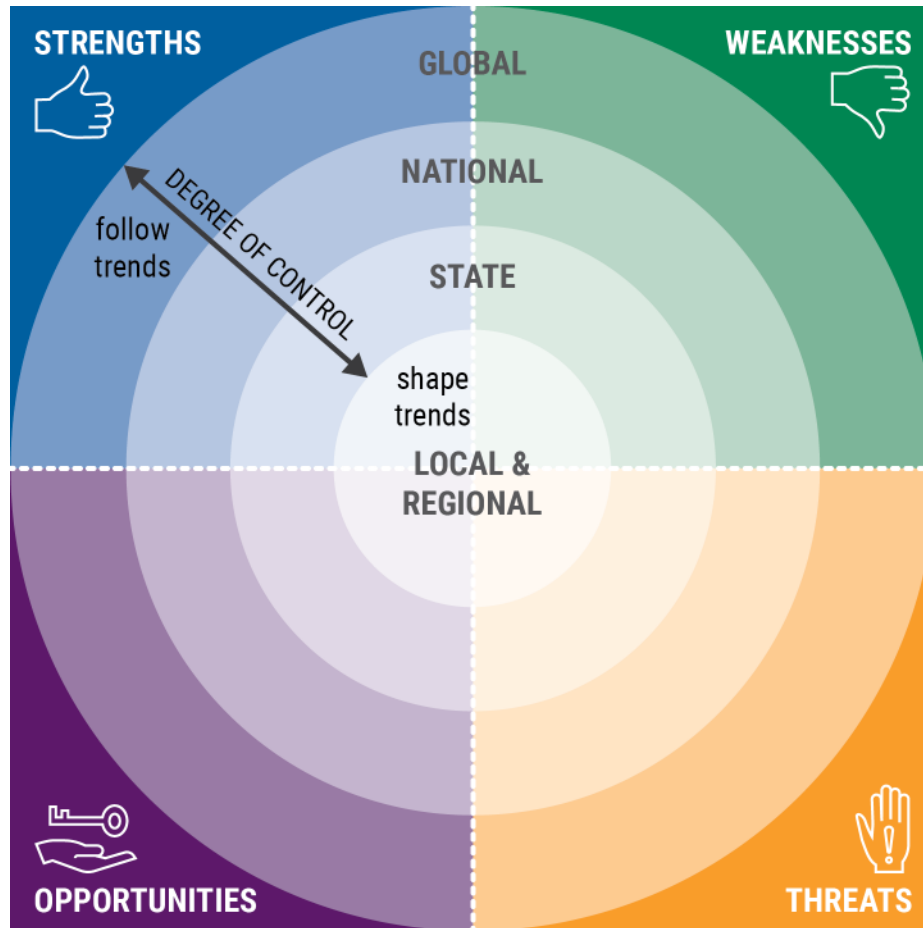 STRENGTHS
WEAKNESSES
GLOBAL
NATIONAL
DEGREE OF CONTROL
follow
trends
STATE
shape
trends
LOCAL &
REGIONAL
OPPORTUNITIES
THREATS